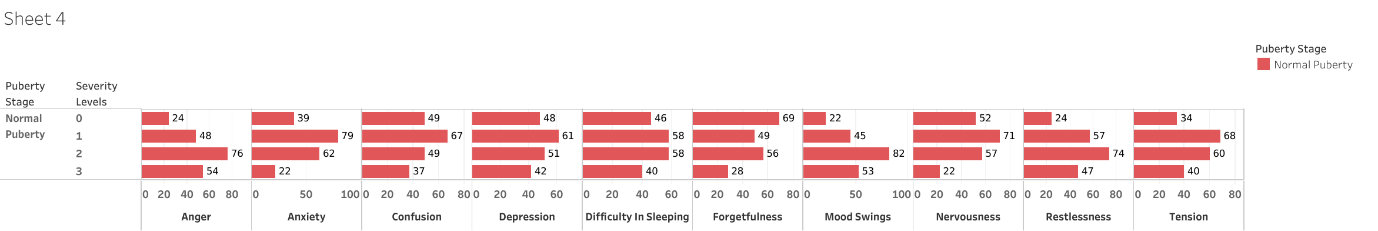 Sheet 4
Puberty Stage
Normal Puberty
Puberty Severity
Stage Levels
Normal 0 24 39 49 48 46 69 22 52 24 34
Puberty 1 48 79 67 61 58 49 45 71 57 68
2 76 62 49 51 58 56 82 57 74 60
3 54 22 37 42 40 28 53 22 47 40
0 20 40 60 80 0 50 100 0 20 40 60 80 0 20 40 60 0 20 40 60 0 20 40 60 80 0 50 100 0 20 40 60 80 0 20 40 60 80 0 20 40 60 80
Anger Anxiety Confusion Depression Difficulty In Sleeping Forgetfulness Mood Swings Nervousness Restlessness Tension